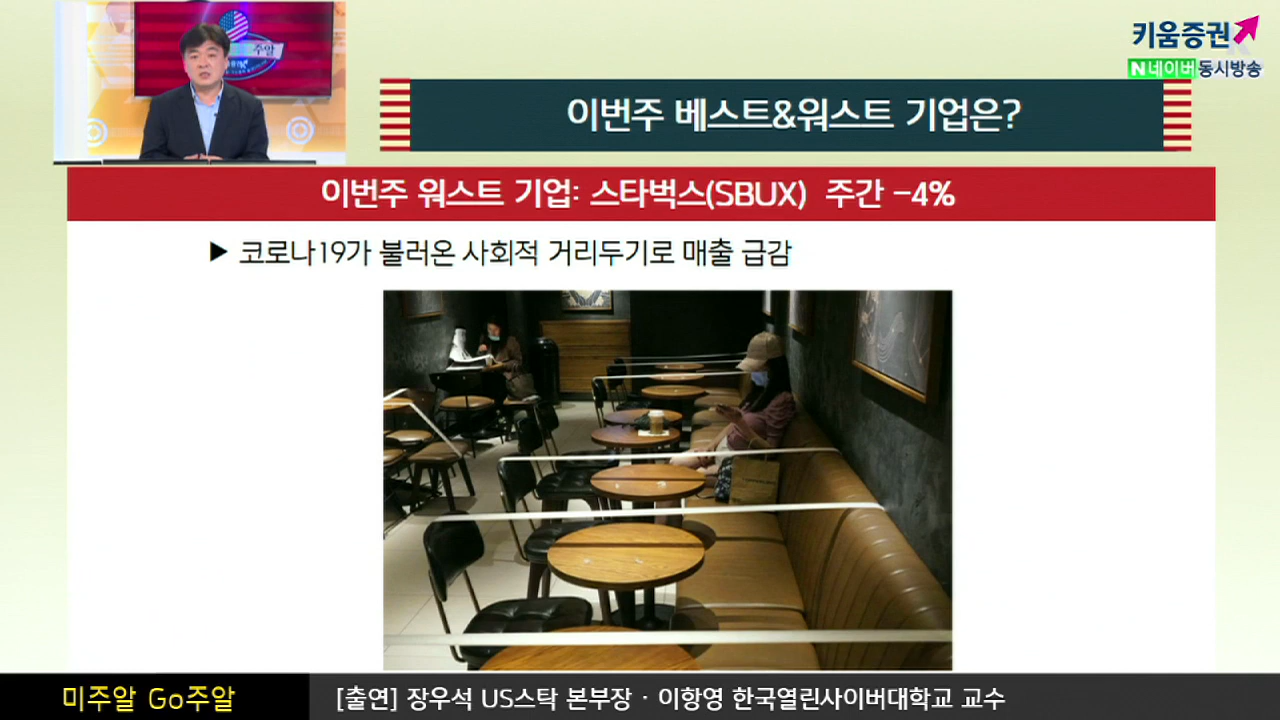 키움증권
N 네이버 동시방송
주알
이번주 베스트&워스트 기업은?
이번주 워스트 기업: 스타벅스(SBUX) 주간 -4%
▶ 코로나19가 불러온 사회적 거리두기로 매출 급감
미주알 Go주알
[출연] 장우석 US스탁 본부장 · 이항영 한국열린사이버대학교 교수